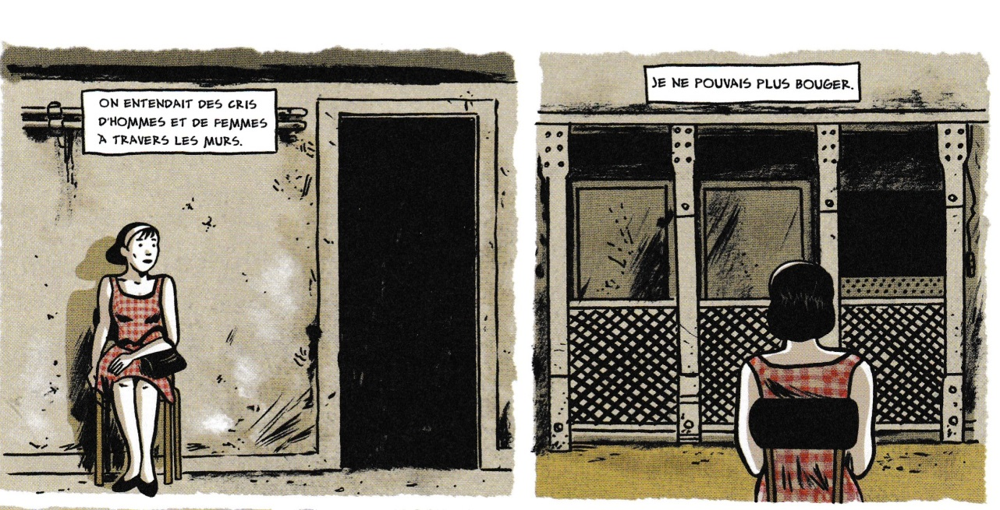 ON ENTENDAIT DES CRIS
D'HOMMES ET DE FEMMES
À TRAVERS LES MURS.
JE NE POUVAIS PLUS BOUGER.